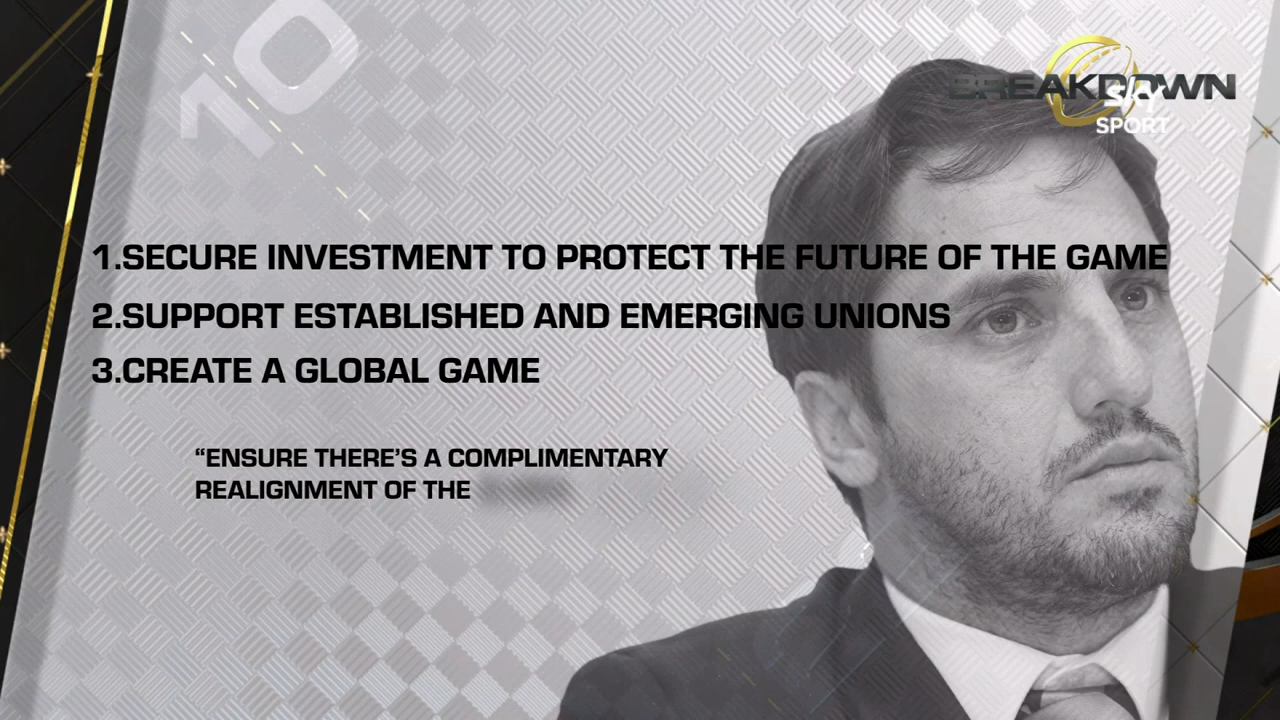 10
BREAKDOWN
SPORT
1.SECURE INVESTMENT TO PROTECT THE FUTURE OF THE GAME
2.SUPPORT ESTABLISHED AND EMERGING UNIONS
3.CREATE A GLOBAL GAME
“ENSURE THERE’S A COMPLIMENTARY
REALIGNMENT OF THE